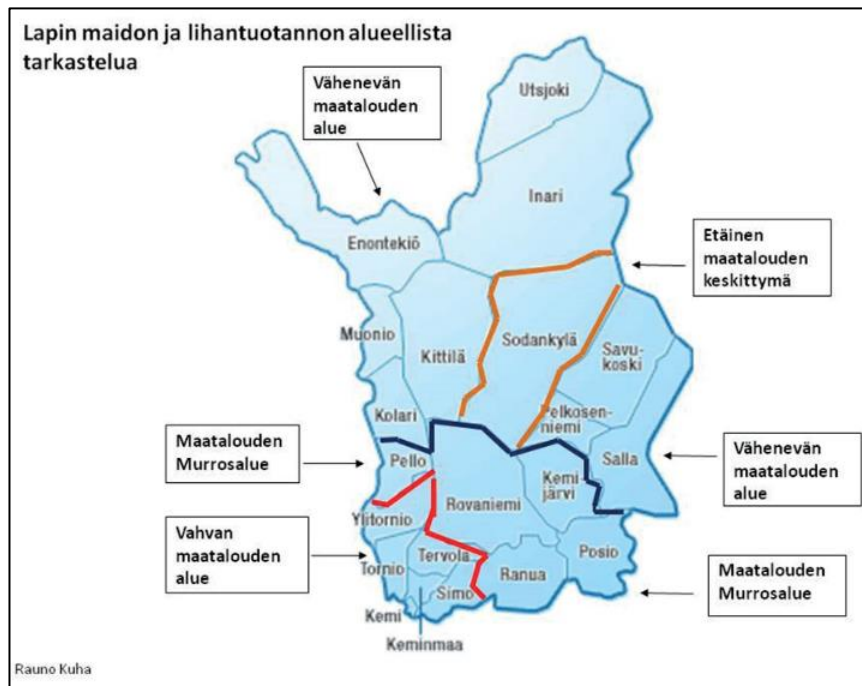 Lapin maidon ja lihantuotannon alueellista
tarkastelua
Vähenevän
maatalouden
alue
Utsjoki
Inari
Enontekiö
Etäinen
maatalouden
keskittymä
Muonio
Kittilä
Sodankylä
Savu-
koski
Kolari
Pelkosen-
niemi
Maatalouden
Murrosalue
Pello
Salla
Vähenevän
maatalouden
alue
Kemi-
järvi
Rovaniemi
Ylitornio
Vahvan
maatalouden
alue
Tornio
Tervola
Posio
Ranua
Maatalouden
Murrosalue
Simo
Kemi
Keminmaa
Rauno Kuha